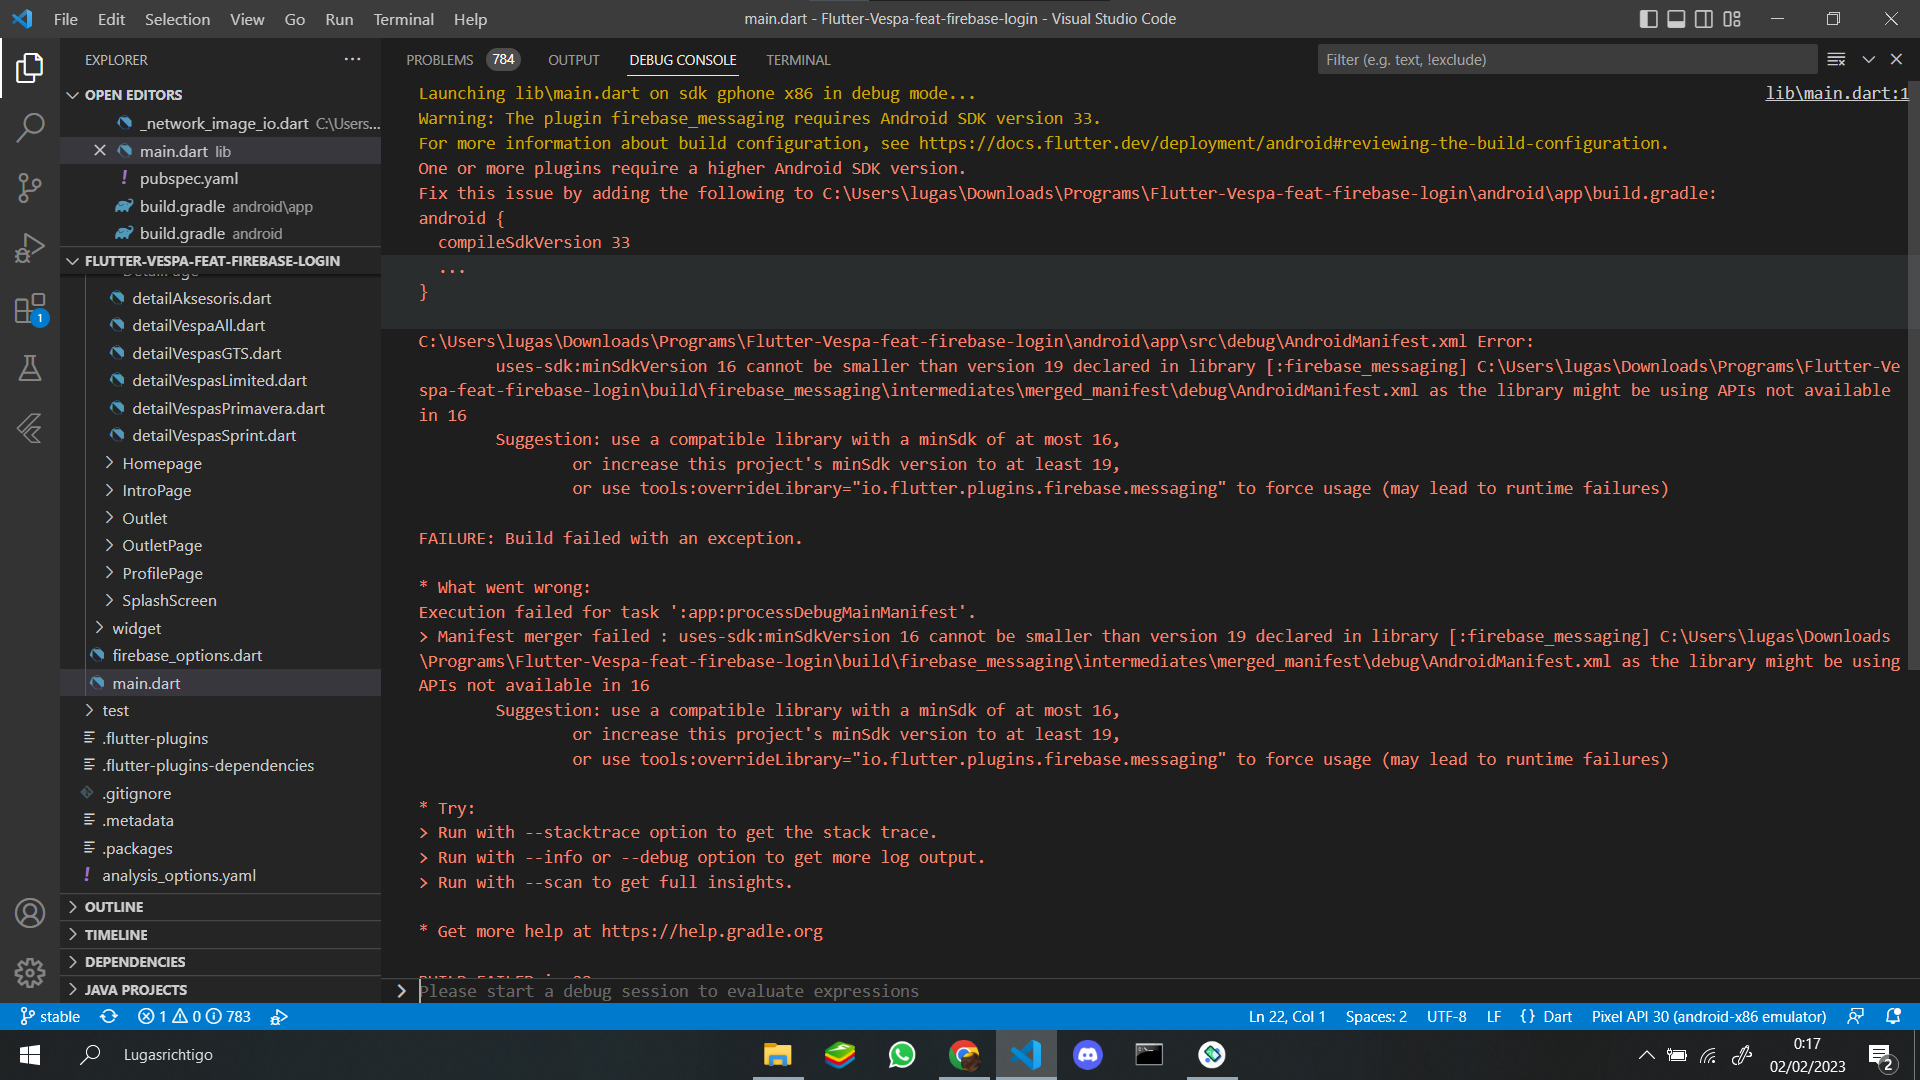 File Edit Selection View Go Run Terminal Help
main.dart - Flutter-Vespa-feat-firebase-login - Visual Studio Code
EXPLORER
OPEN EDITORS
_network_image_io.dart C:\Users...
main.dart lib
pubspec.yaml
build.gradle android\app
build.gradle android
FLUTTER-VESPA-FEAT-FIREBASE-LOGIN
DetailPage
detailAksesoris.dart
detailVespaAll.dart
detailVespasGTS.dart
detailVespasLimited.dart
detailVespasPrimavera.dart
detailVespasSprint.dart
Homepage
IntroPage
Outlet
OutletPage
ProfilePage
SplashScreen
widget
firebase_options.dart
main.dart
test
.flutter-plugins
.flutter-plugins-dependencies
.gitignore
.metadata
.packages
analysis_options.yaml
OUTLINE
TIMELINE
DEPENDENCIES
JAVA PROJECTS
1
PROBLEMS 784 OUTPUT DEBUG CONSOLE TERMINAL
Filter (e.g. text, !exclude)
Launching lib\main.dart on sdk gphone x86 in debug mode...
lib\main.dart:1
Warning: The plugin firebase_messaging requires Android SDK version 33.
For more information about build configuration, see https://docs.flutter.dev/deployment/android#reviewing-the-build-configuration.
One or more plugins require a higher Android SDK version.
Fix this issue by adding the following to C:\Users\lugas\Downloads\Programs\Flutter-Vespa-feat-firebase-login\android\app\build.gradle:
android {
compileSdkVersion 33
...
}
C:\Users\lugas\Downloads\Programs\Flutter-Vespa-feat-firebase-login\android\app\src\debug\AndroidManifest.xml Error:
uses-sdk:minSdkVersion 16 cannot be smaller than version 19 declared in library [:firebase_messaging] C:\Users\lugas\Downloads\Programs\Flutter-Ve
spa-feat-firebase-login\build\firebase_messaging\intermediates\merged_manifest\debug\AndroidManifest.xml as the library might be using APIs not available
in 16
Suggestion: use a compatible library with a minSdk of at most 16,
or increase this project's minSdk version to at least 19,
or use tools:overrideLibrary="io.flutter.plugins.firebase.messaging" to force usage (may lead to runtime failures)
FAILURE: Build failed with an exception.
* What went wrong:
Execution failed for task ':app:processDebugMainManifest'.
> Manifest merger failed : uses-sdk:minSdkVersion 16 cannot be smaller than version 19 declared in library [:firebase_messaging] C:\Users\lugas\Downloads
\Programs\Flutter-Vespa-feat-firebase-login\build\firebase_messaging\intermediates\merged_manifest\debug\AndroidManifest.xml as the library might be using
APIs not available in 16
Suggestion: use a compatible library with a minSdk of at most 16,
or increase this project's minSdk version to at least 19,
or use tools:overrideLibrary="io.flutter.plugins.firebase.messaging" to force usage (may lead to runtime failures)
* Try:
> Run with --stacktrace option to get the stack trace.
> Run with --info or --debug option to get more log output.
> Run with --scan to get full insights.
* Get more help at https://help.gradle.org
Please start a debug session to evaluate expressions
stable 1 0 783
Ln 22, Col 1 Spaces: 2 UTF-8 LF {} Dart Pixel API 30 (android-x86 emulator)
Lugasrichtigo
0:17
02/02/2023
2